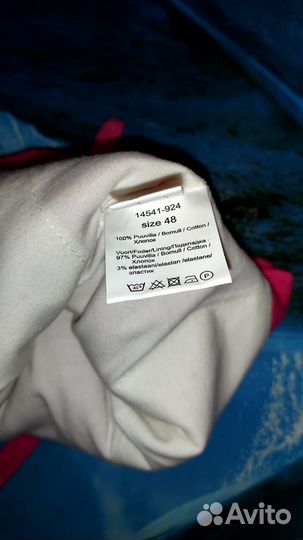 14541-924
size 48
100% Puuvilla / Bomull / Cotton /
Хлопок
Vuori/Foder/Lining/Подкладка :
97% Puuvilla / Bomull / Cotton /
Хлопок
3% elastaani/elastan /elastane/
эластик
P
Avito